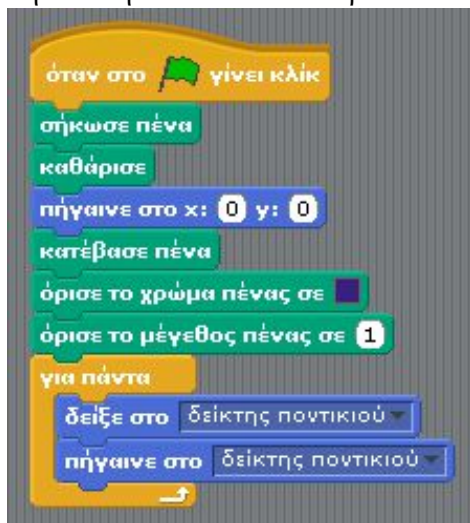 όταν στο γίνει κλίκ
σήκωσε πένα
καθάρισε
πήγαινε στο x: 0 y: 0
κατέβασε πένα
όρισε το χρώμα πένας σε
όρισε το μέγεθος πένας σε 1
για πάντα
δείξε στο δείκτης ποντικιού
πήγαινε στο δείκτης ποντικιού